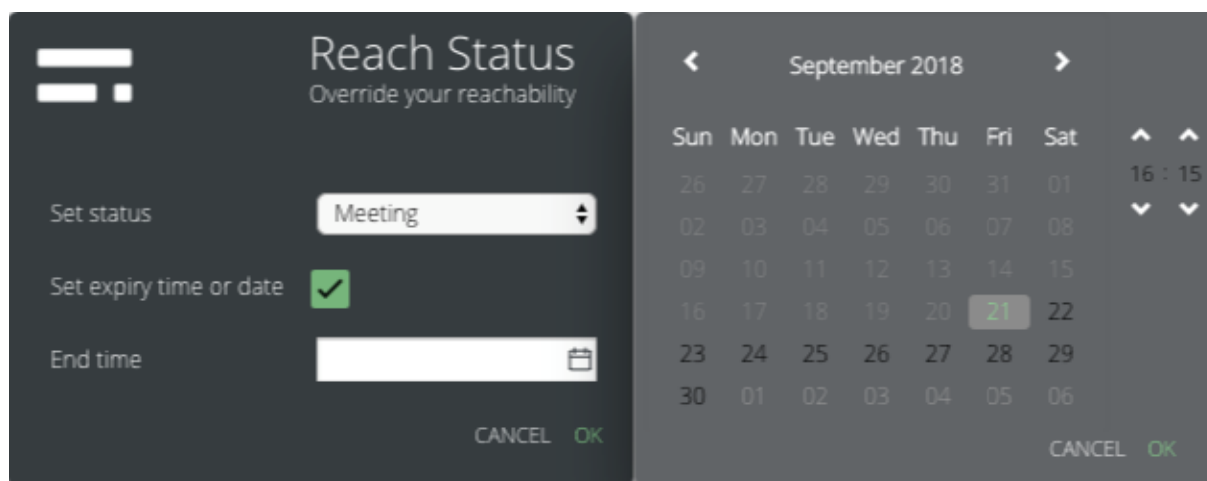 Reach Status
Override your reachability
Set status
Meeting
Set expiry time or date
End time
CANCEL OK
September 2018
Sun Mon Tue Wed Thu Fri Sat
26 27 28 29 30 31 01
02 03 04 05 06 07 08
09 10 11 12 13 14 15
16 17 18 19 20 21 22
23 24 25 26 27 28 29
30 01 02 03 04 05 06
16 : 15
CANCEL OK